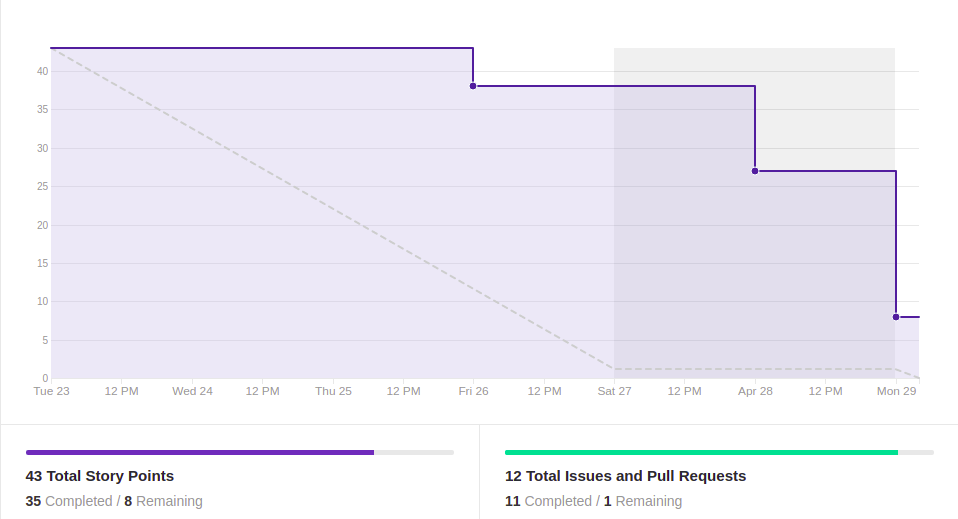 40
35
30
25
20
15
10
5
0
Tue 23 12 PM Wed 24 12 PM Thu 25 12 PM Fri 26 12 PM Sat 27 12 PM Apr 28 12 PM Mon 29
43 Total Story Points
35 Completed / 8 Remaining
12 Total Issues and Pull Requests
11 Completed / 1 Remaining